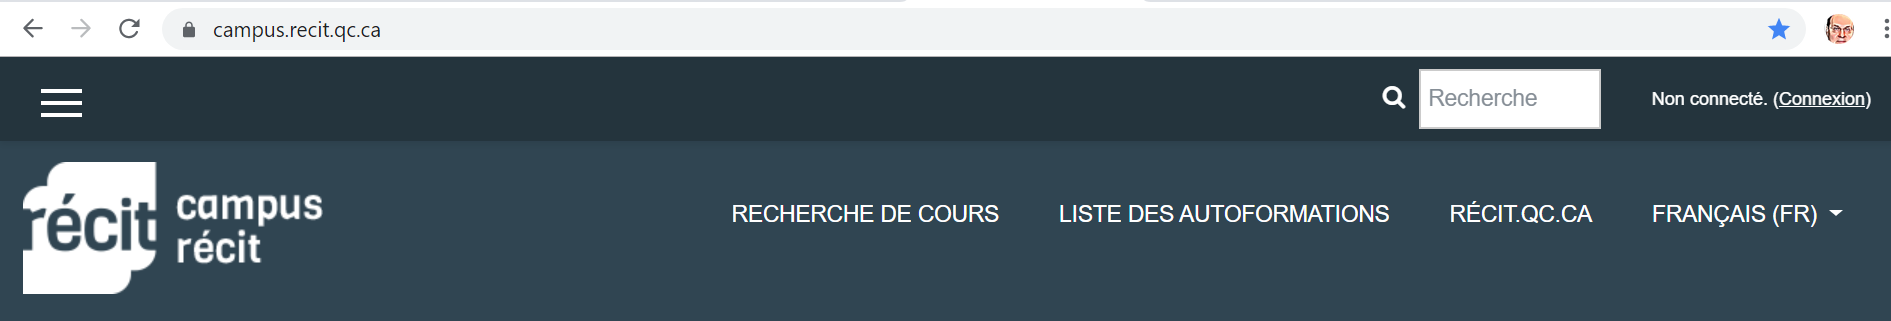 campus.recit.qc.ca
Recherche
Non connecté. (Connexion)
récit
campus
récit
RECHERCHE DE COURS
LISTE DES AUTOFORMATIONS
RÉCIT.QC.CA
FRANÇAIS (FR)